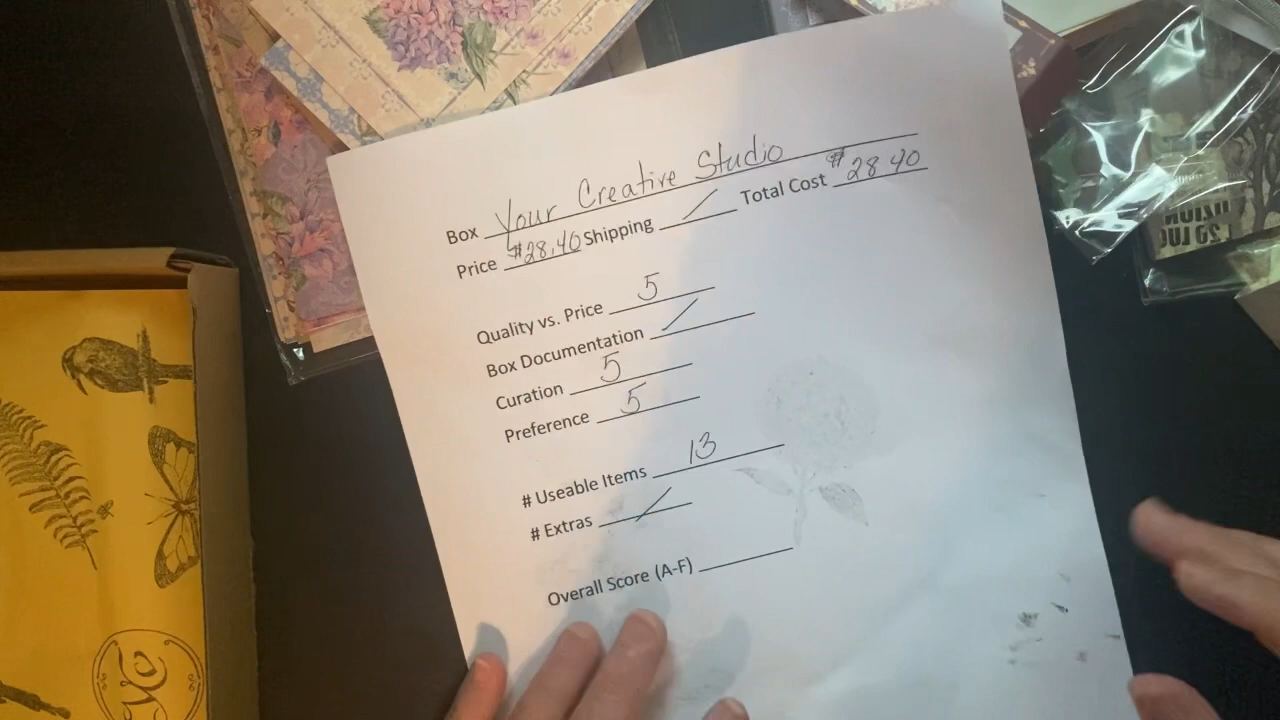 Box Your Creative Studio
Price $28.40 Shipping / Total Cost $28.40
Quality vs. Price 5
Box Documentation /
Curation 5
Preference 5
# Useable Items 13
# Extras /
Overall Score (A-F)